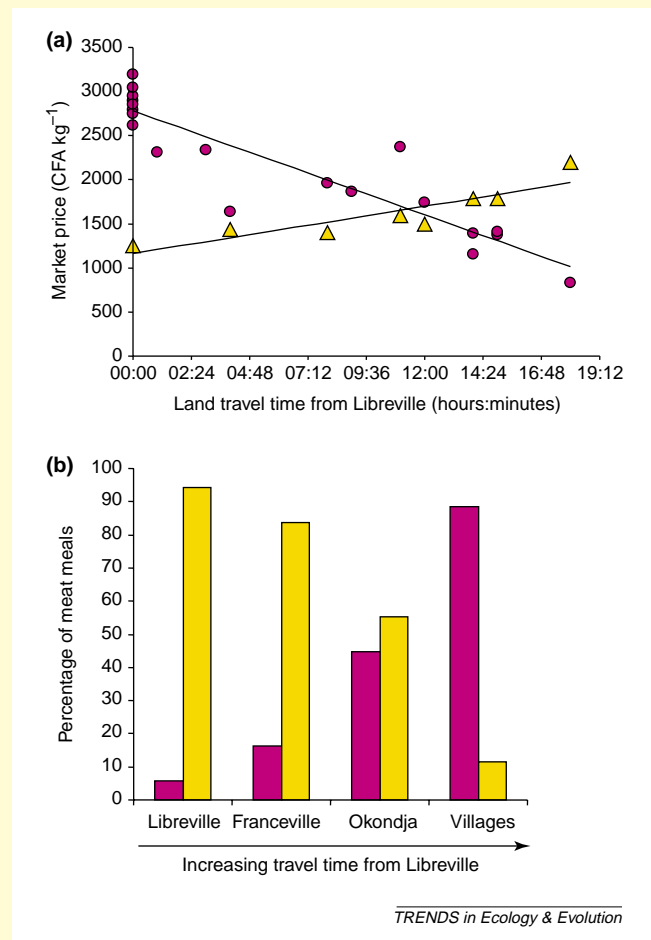 (a)
3500
3000
2500
2000
1500
1000
500
0
Market price (CFA kg⁻¹)
00:00 02:24 04:48 07:12 09:36 12:00 14:24 16:48 19:12
Land travel time from Libreville (hours:minutes)
(b)
100
90
80
70
60
50
40
30
20
10
0
Percentage of meat meals
Libreville Franceville Okondja Villages
Increasing travel time from Libreville
TRENDS in Ecology & Evolution